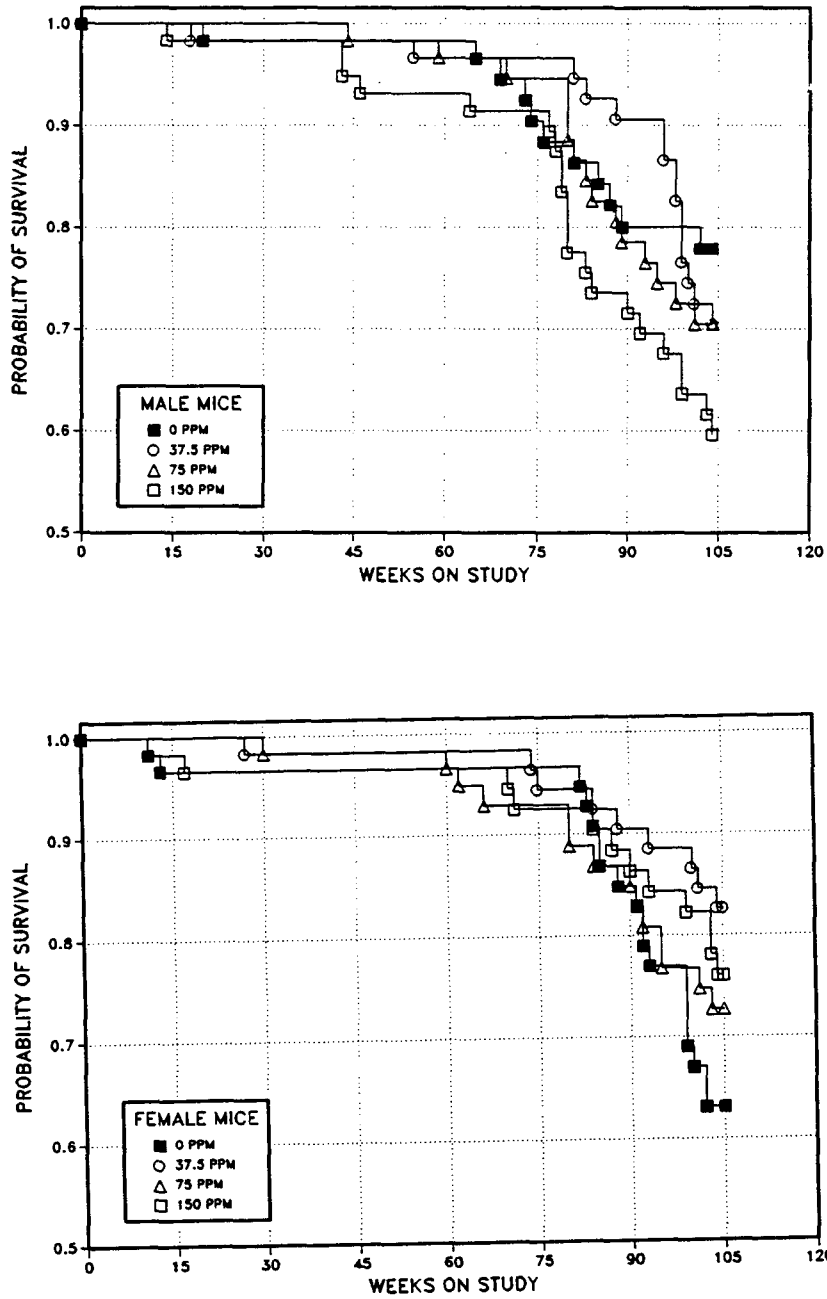 1.0
0.9
0.8
0.7
0.6
0.5
PROBABILITY OF SURVIVAL
MALE MICE
0 PPM
37.5 PPM
75 PPM
150 PPM
0 15 30 45 60 75 90 105 120
WEEKS ON STUDY
1.0
0.9
0.8
0.7
0.6
0.5
PROBABILITY OF SURVIVAL
FEMALE MICE
0 PPM
37.5 PPM
75 PPM
150 PPM
0 15 30 45 60 75 90 105 120
WEEKS ON STUDY